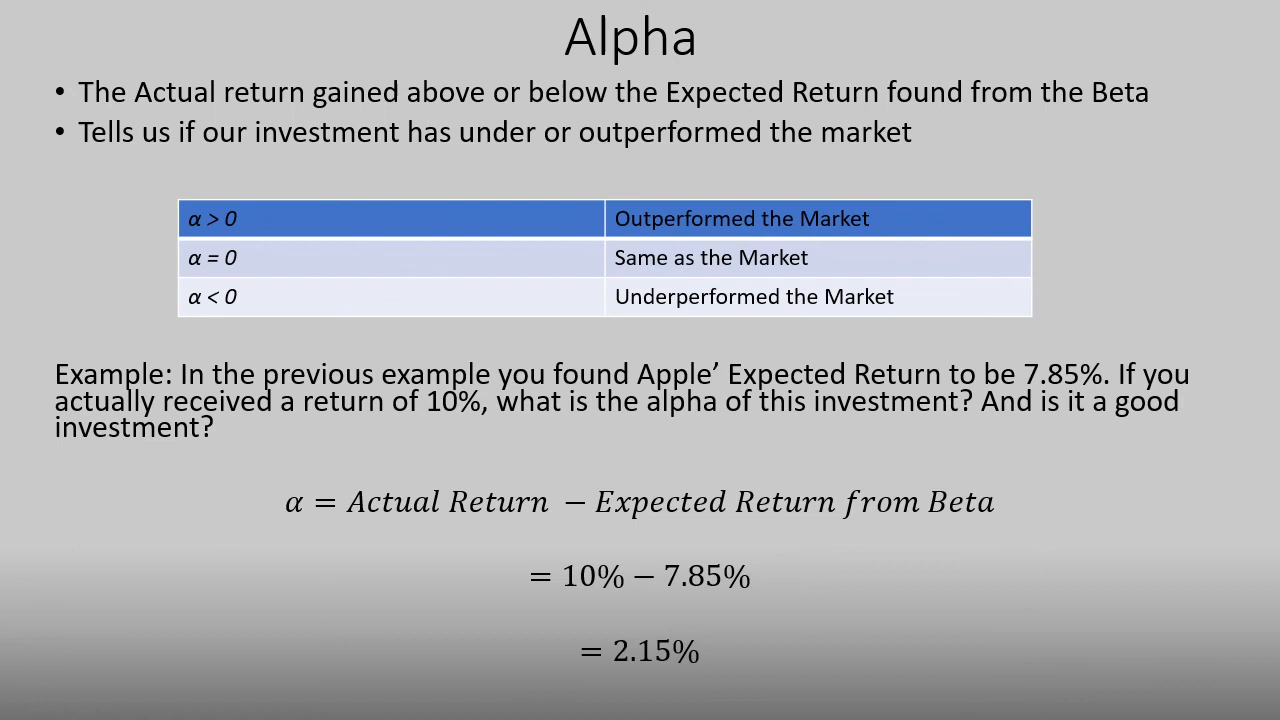 Alpha
• The Actual return gained above or below the Expected Return found from the Beta
• Tells us if our investment has under or outperformed the market
α > 0 Outperformed the Market
α = 0 Same as the Market
α < 0 Underperformed the Market
Example: In the previous example you found Apple’ Expected Return to be 7.85%. If you
actually received a return of 10%, what is the alpha of this investment? And is it a good
investment?
α = Actual Return − Expected Return from Beta
= 10% − 7.85%
= 2.15%